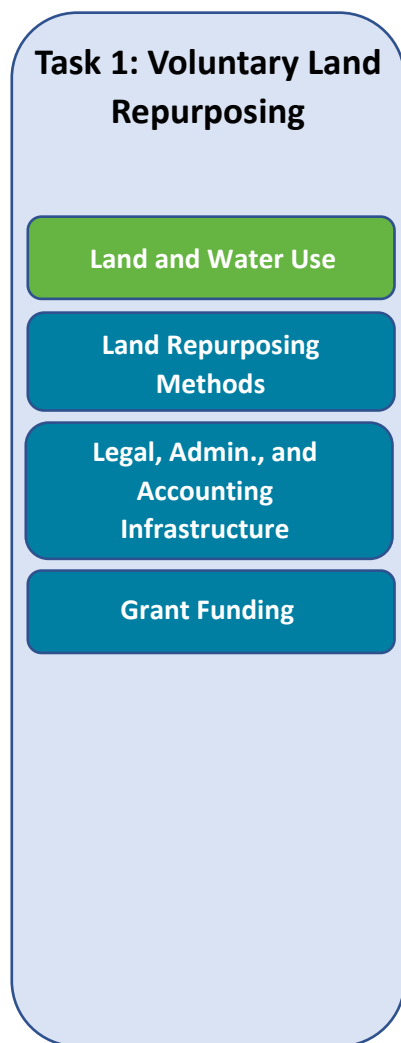 Task 1: Voluntary Land
Repurposing
Land and Water Use
Land Repurposing
Methods
Legal, Admin., and
Accounting
Infrastructure
Grant Funding